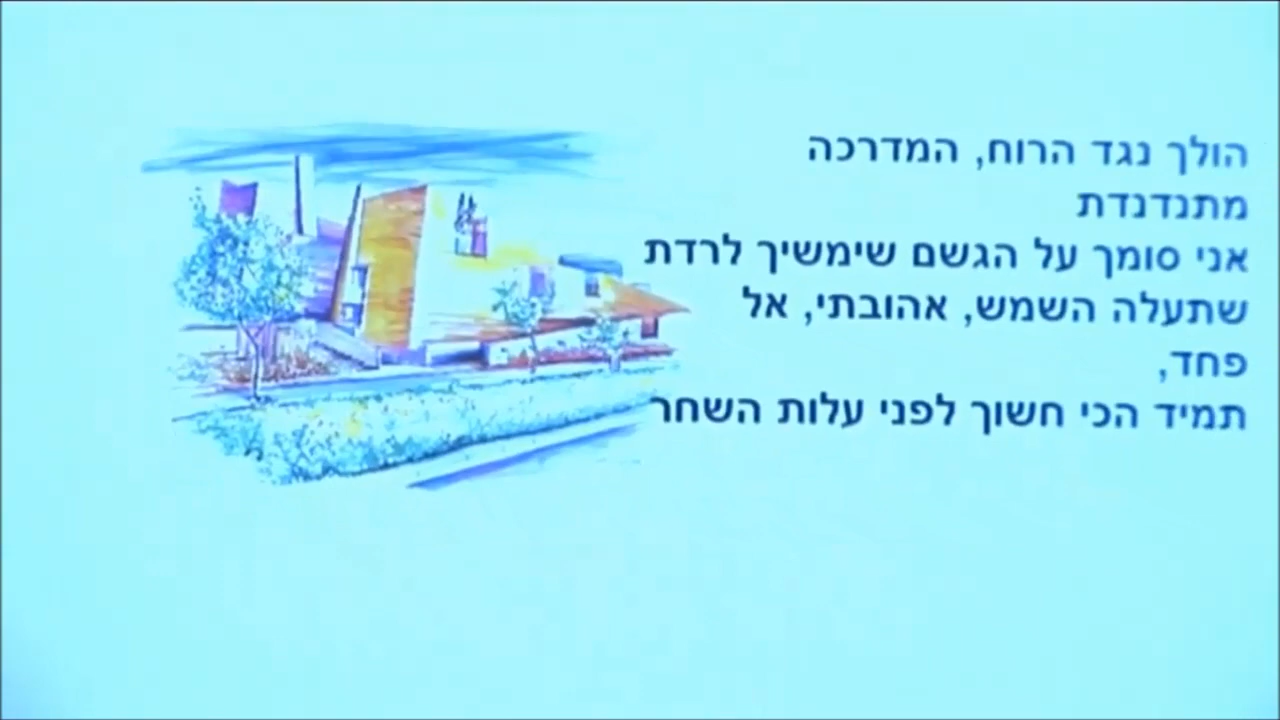 הולך נגד הרוח, המדרכה
מתנדנדת
אני סומך על הגשם שימשיך לרדת
שתעלה השמש, אהובתי, אל
פחד,
תמיד הכי חשוך לפני עלות השחר